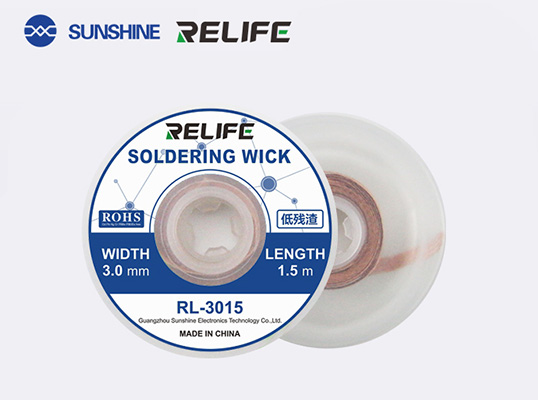 SUNSHINE RELIFE
RELIFE
SOLDERING WICK
ROHS
低残渣
WIDTH
3.0 mm
LENGTH
1.5 m
RL-3015
Guangzhou Sunshine Electronics Technology Co.,Ltd.
MADE IN CHINA